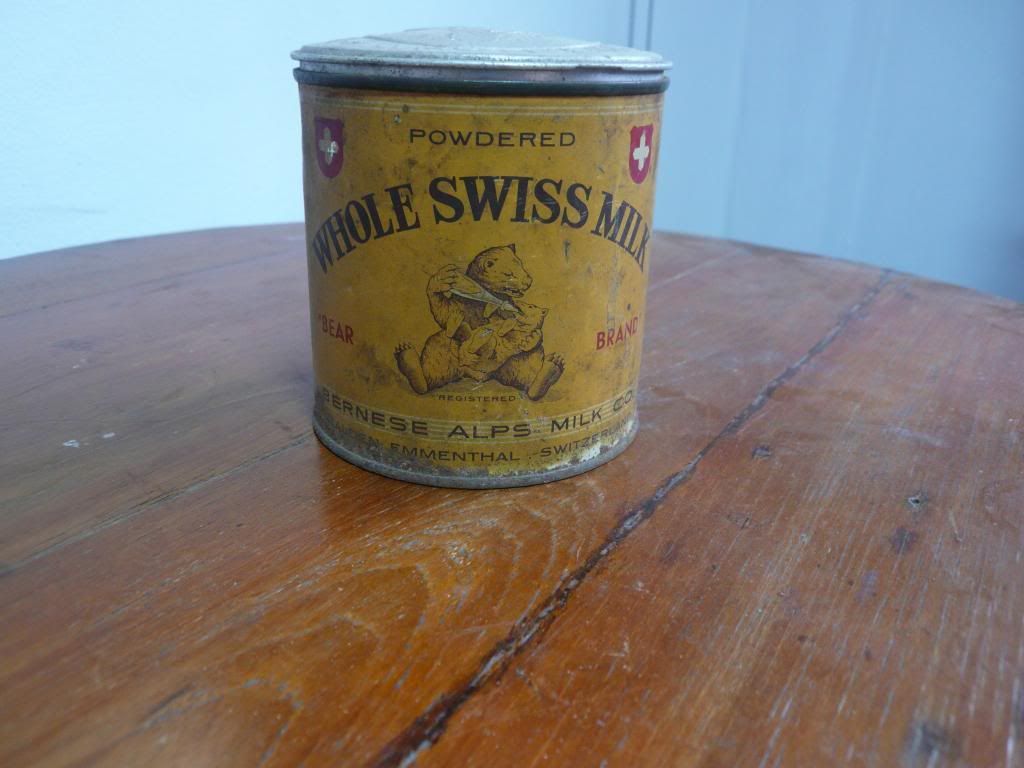 POWDERED
WHOLE SWISS MILK
"BEAR BRAND
"REGISTERED"
BERNESE ALPS MILK CO.
EMMENTHAL - SWITZERLAND